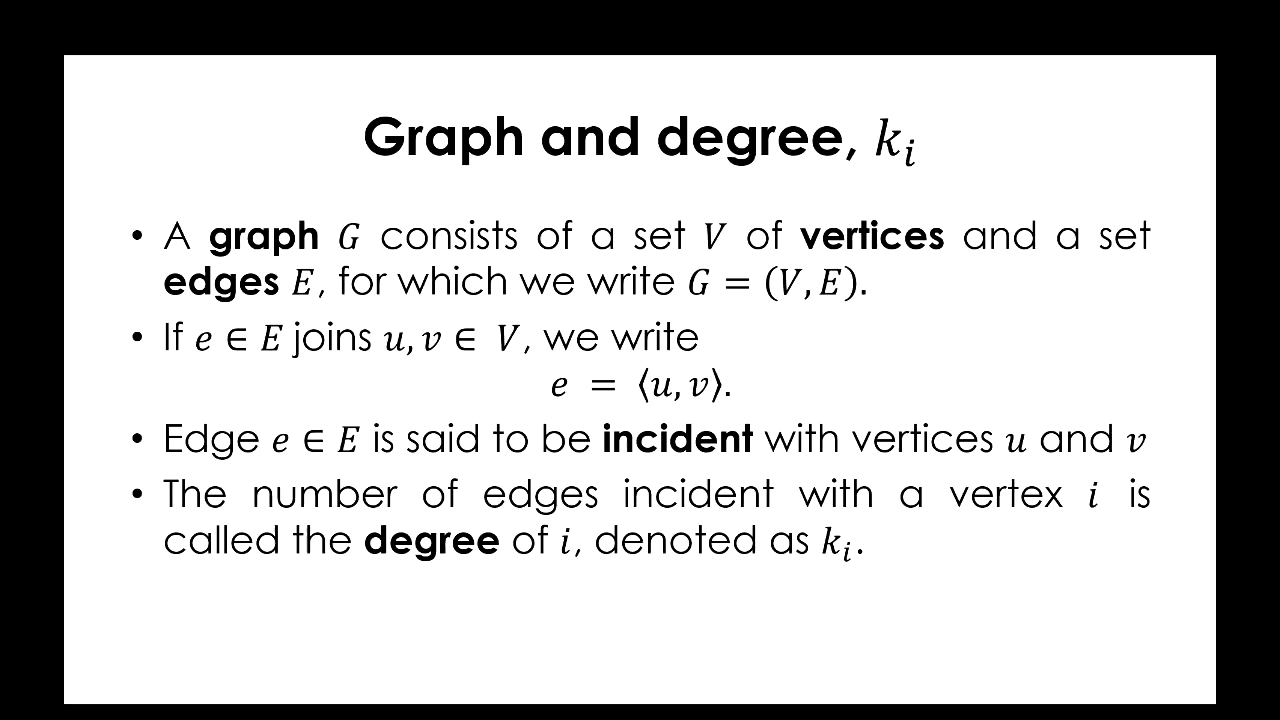 Graph and degree, 𝑘ᵢ
• A graph 𝐺 consists of a set 𝑉 of vertices and a set
edges 𝐸, for which we write 𝐺 = (𝑉, 𝐸).
• If 𝑒 ∈ 𝐸 joins 𝑢, 𝑣 ∈ 𝑉, we write
𝑒 = ⟨𝑢, 𝑣⟩.
• Edge 𝑒 ∈ 𝐸 is said to be incident with vertices 𝑢 and 𝑣
• The number of edges incident with a vertex 𝑖 is
called the degree of 𝑖, denoted as 𝑘ᵢ.